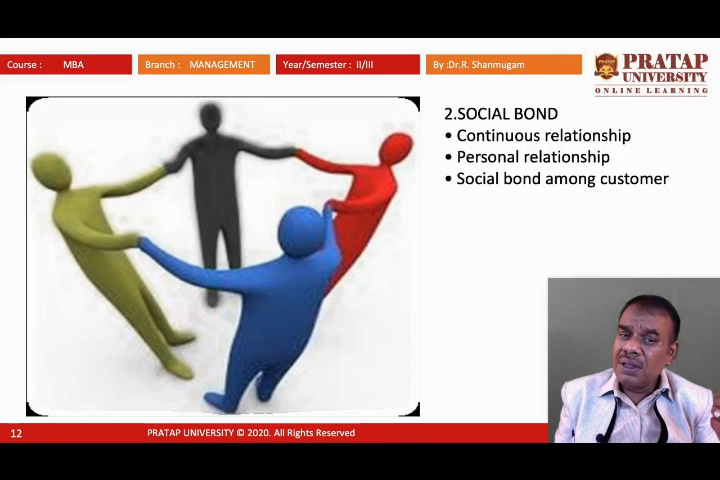 Course : MBA
Branch : MANAGEMENT
Year/Semester : II/III
By :Dr.R. Shanmugam
PRATAP
PRATAP
UNIVERSITY
ONLINE LEARNING
2.SOCIAL BOND
• Continuous relationship
• Personal relationship
• Social bond among customer
12
PRATAP UNIVERSITY © 2020. All Rights Reserved